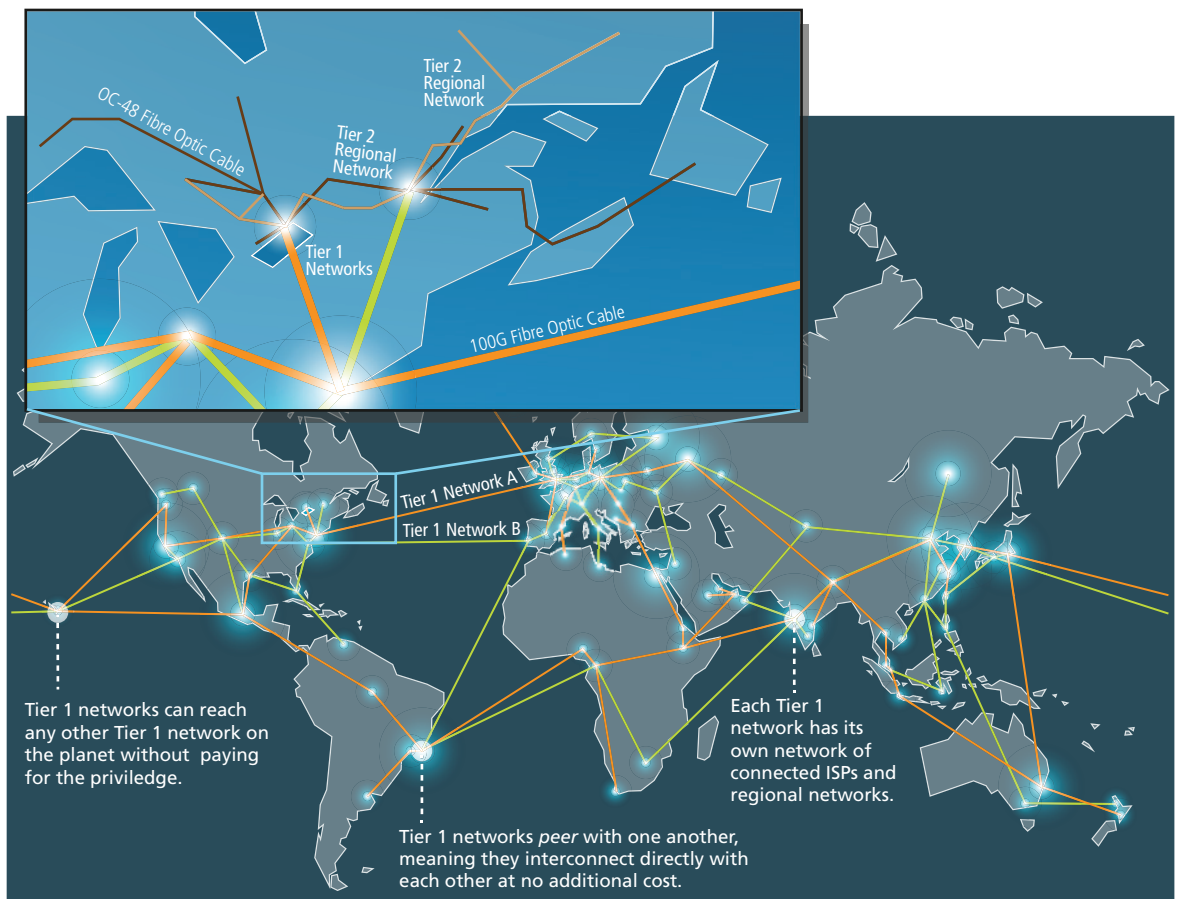 Tier 2
Regional
Network
OC-48 Fibre Optic Cable
Tier 2
Regional
Network
Tier 1
Networks
100G Fibre Optic Cable
Tier 1 Network A
Tier 1 Network B
Tier 1 networks can reach
any other Tier 1 network on
the planet without paying
for the priviledge.
Each Tier 1
network has its
own network of
connected ISPs and
regional networks.
Tier 1 networks peer with one another,
meaning they interconnect directly with
each other at no additional cost.